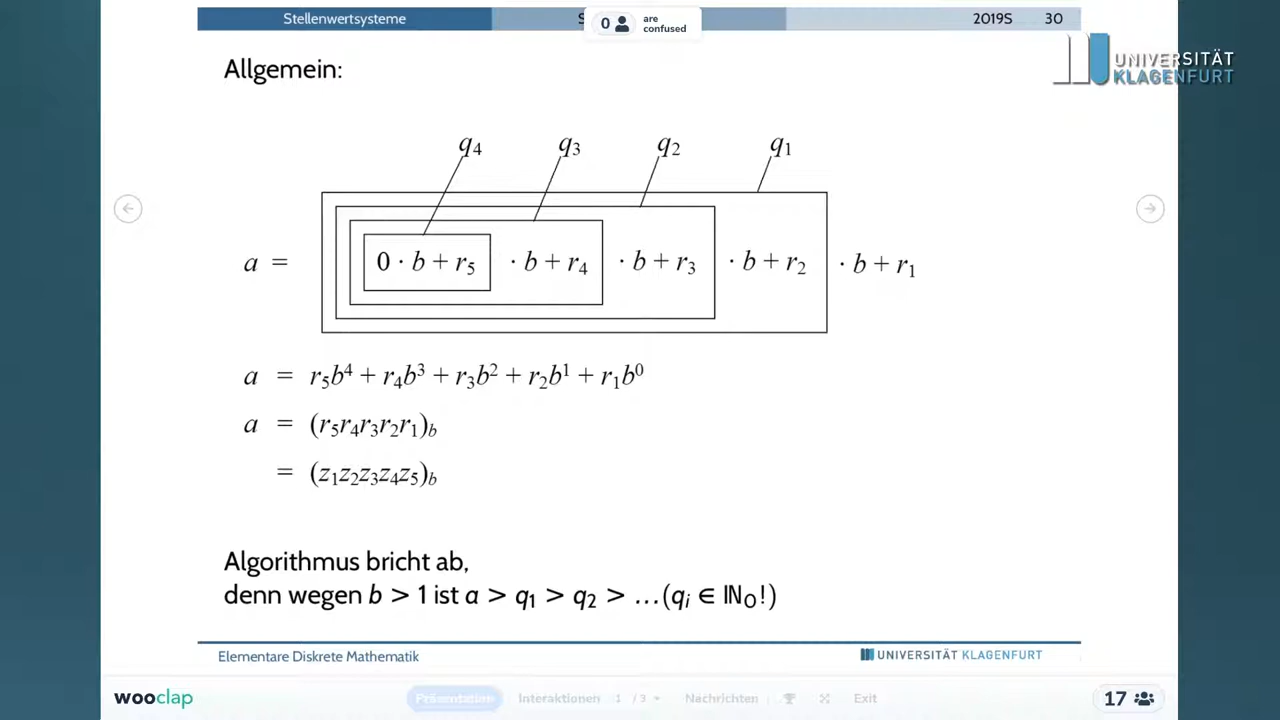 Stellenwertsysteme
2019S 30
0 are confused
UNIVERSITÄT
KLAGENFURT
Allgemein:
q4 q3 q2 q1
a = 0 · b + r5 · b + r4 · b + r3 · b + r2 · b + r1
a = r5b⁴ + r4b³ + r3b² + r2b¹ + r1b⁰
a = (r5r4r3r2r1)b
= (z1z2z3z4z5)b
Algorithmus bricht ab,
denn wegen b > 1 ist a > q1 > q2 > …(qi ∈ ℕ0!)
Elementare Diskrete Mathematik
UNIVERSITÄT KLAGENFURT
wooclap Präsentation Interaktionen 1 / 3 Nachrichten Exit 17